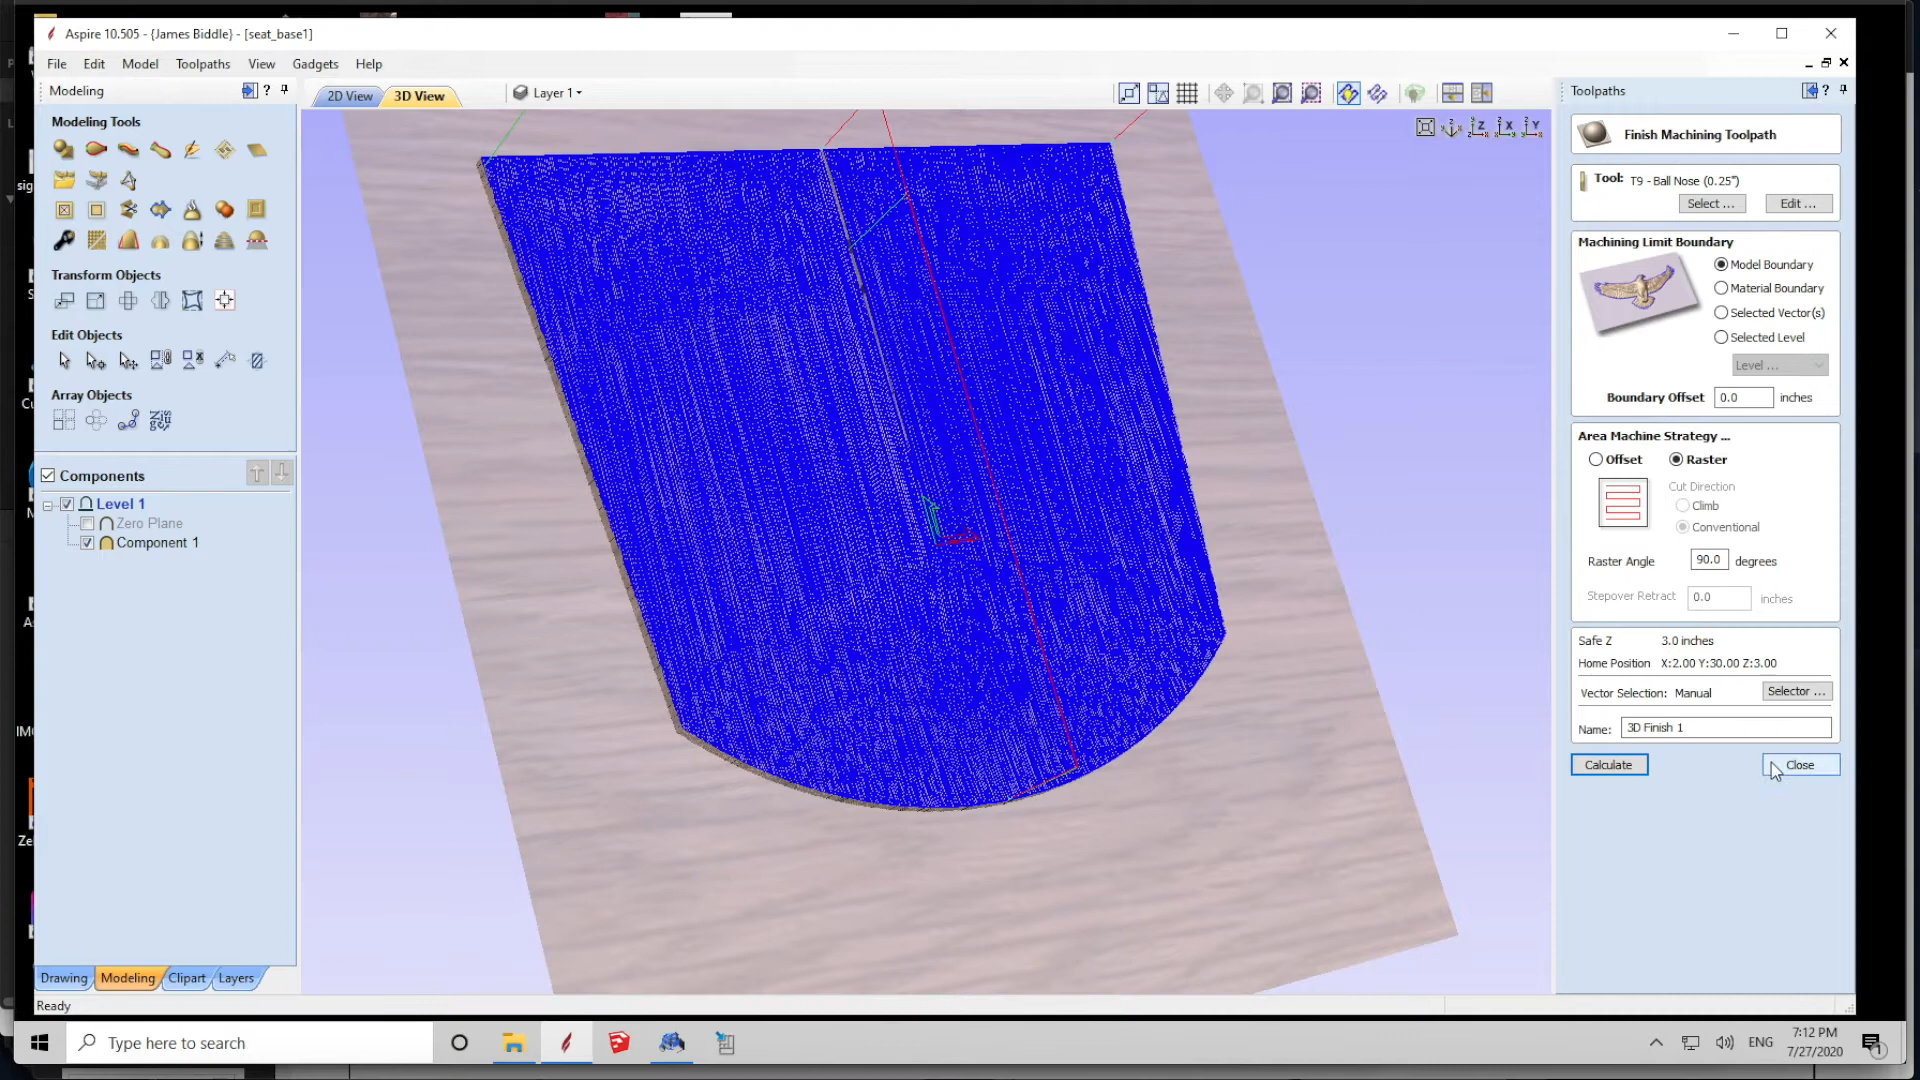 Aspire 10.505 - {James Biddle} - [seat_base1]
File Edit Model Toolpaths View Gadgets Help
Modeling ?
2D View 3D View Layer 1
Toolpaths ?
Modeling Tools
Transform Objects
Edit Objects
Array Objects
Components
Level 1
Zero Plane
Component 1
Drawing Modeling Clipart Layers
Ready
Z X Y
Finish Machining Toolpath
Tool: T9 - Ball Nose (0.25")
Select ... Edit ...
Machining Limit Boundary
Model Boundary
Material Boundary
Selected Vector(s)
Selected Level
Level ...
Boundary Offset 0.0 inches
Area Machine Strategy ...
Offset Raster
Cut Direction
Climb
Conventional
Raster Angle 90.0 degrees
Stepover Retract 0.0 inches
Safe Z 3.0 inches
Home Position X:2.00 Y:30.00 Z:3.00
Vector Selection: Manual Selector ...
Name: 3D Finish 1
Calculate Close
Type here to search
ENG
7:12 PM
7/27/2020
1